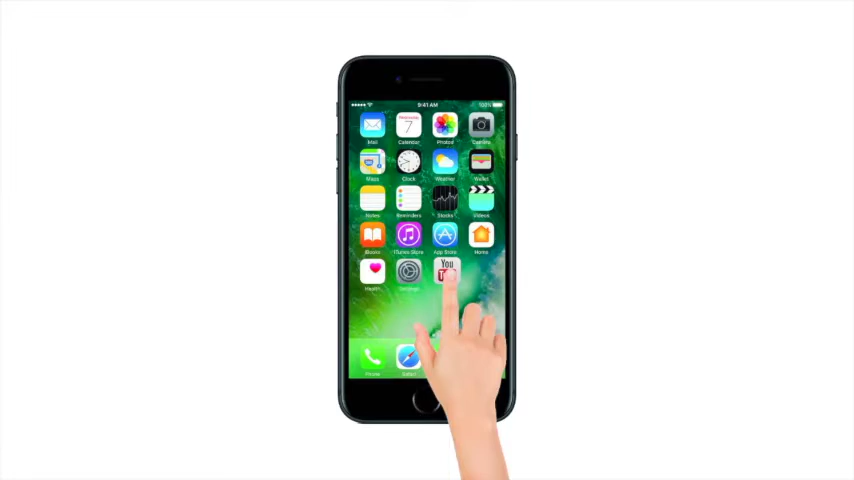 9:41 AM 100%
Wednesday
7
Mail Calendar Photos Camera
Maps Clock Weather Wallet
Notes Reminders Stocks Videos
iBooks iTunes Store App Store Home
You
Health Settings
Phone Safari